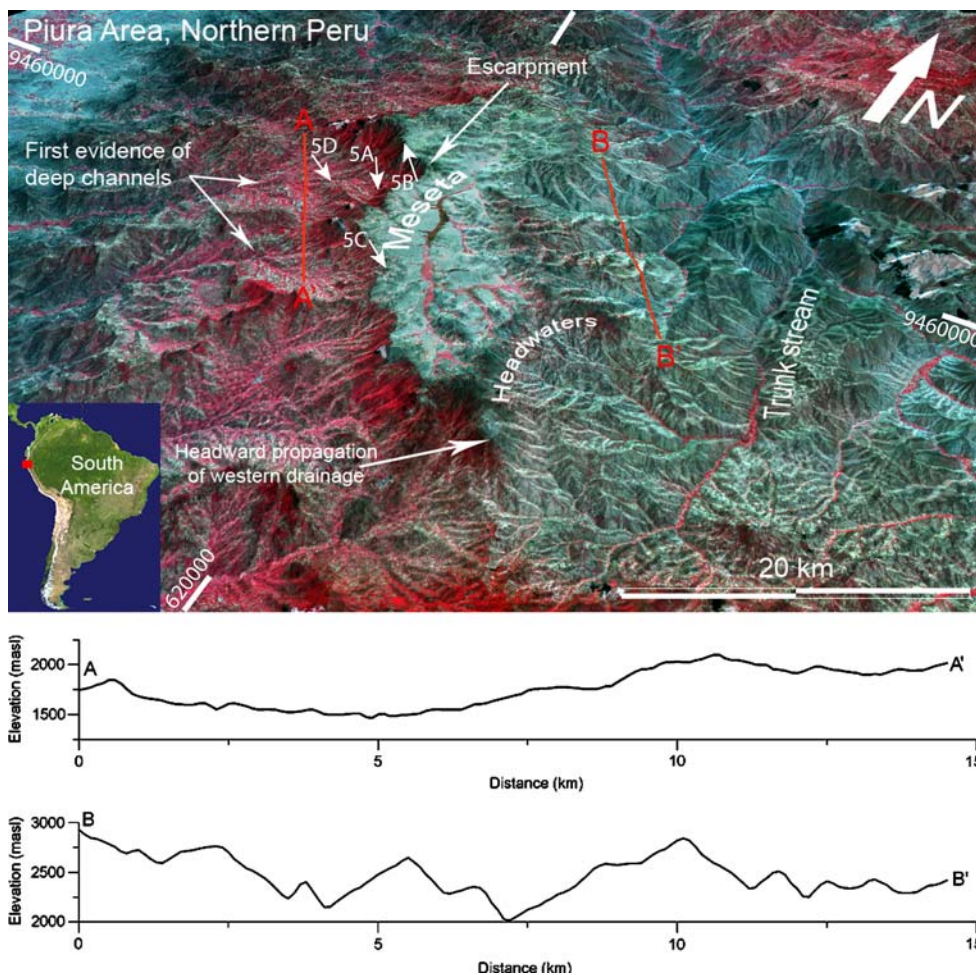 Piura Area, Northern Peru
9460000
Escarpment
N
First evidence of
deep channels
A
5D
5A
5B
B
Meseta
5C
A'
9460000
Headwaters
B'
Trunk stream
Headward propagation
of western drainage
South
America
620000
20 km
Elevation (masl)
2000
1500
A
A'
0
5
10
15
Distance (km)
Elevation (masl)
3000
2500
2000
B
B'
0
5
10
15
Distance (km)